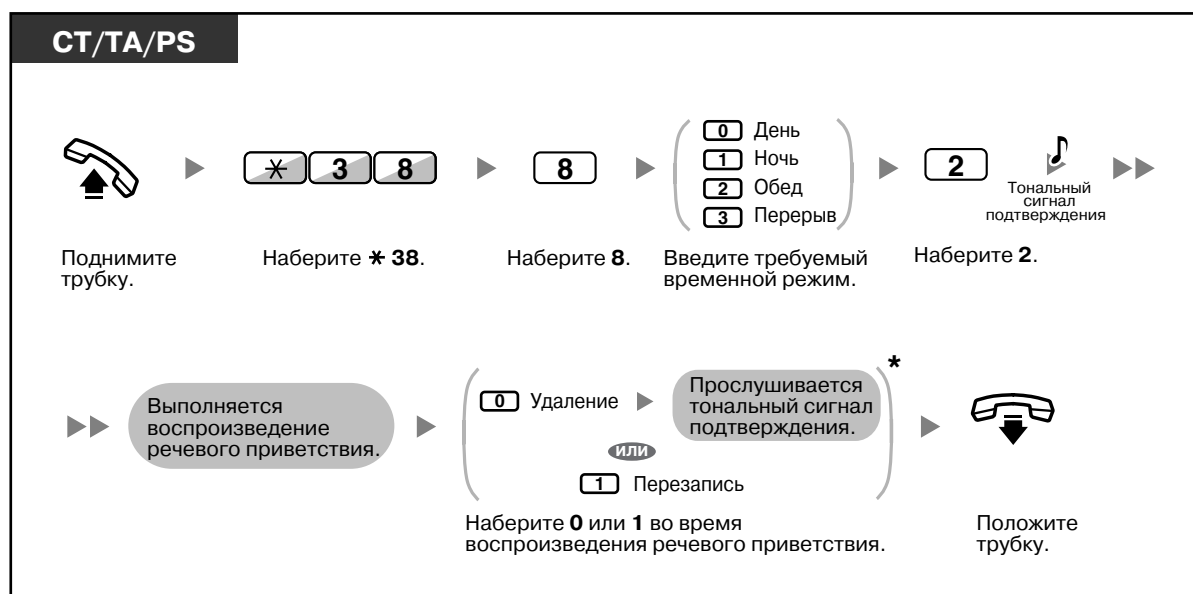 CT/TA/PS
✱ 3 8
8
0 День
1 Ночь
2 Обед
3 Перерыв
2
Тональный
сигнал
подтверждения
Поднимите
трубку.
Наберите ✱ 38.
Наберите 8.
Введите требуемый
временной режим.
Наберите 2.
Выполняется
воспроизведение
речевого приветствия.
0 Удаление
Прослушивается
тональный сигнал
подтверждения.
*
или
1 Перезапись
Наберите 0 или 1 во время
воспроизведения речевого приветствия.
Положите
трубку.